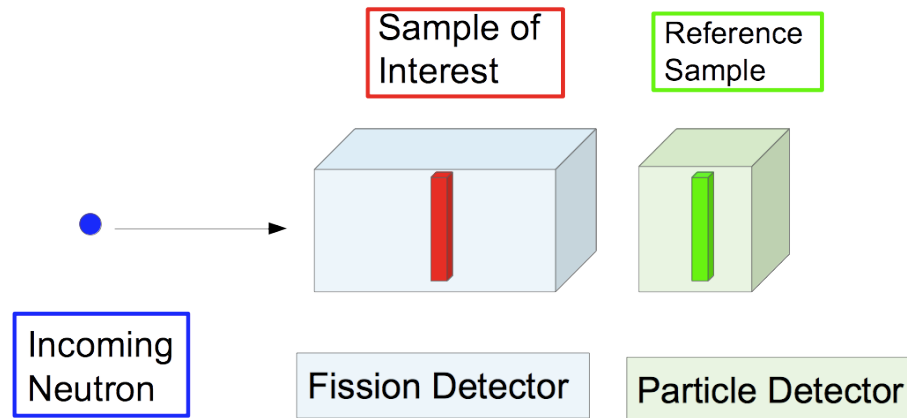 Sample of
Interest
Reference
Sample
Incoming
Neutron
Fission Detector
Particle Detector